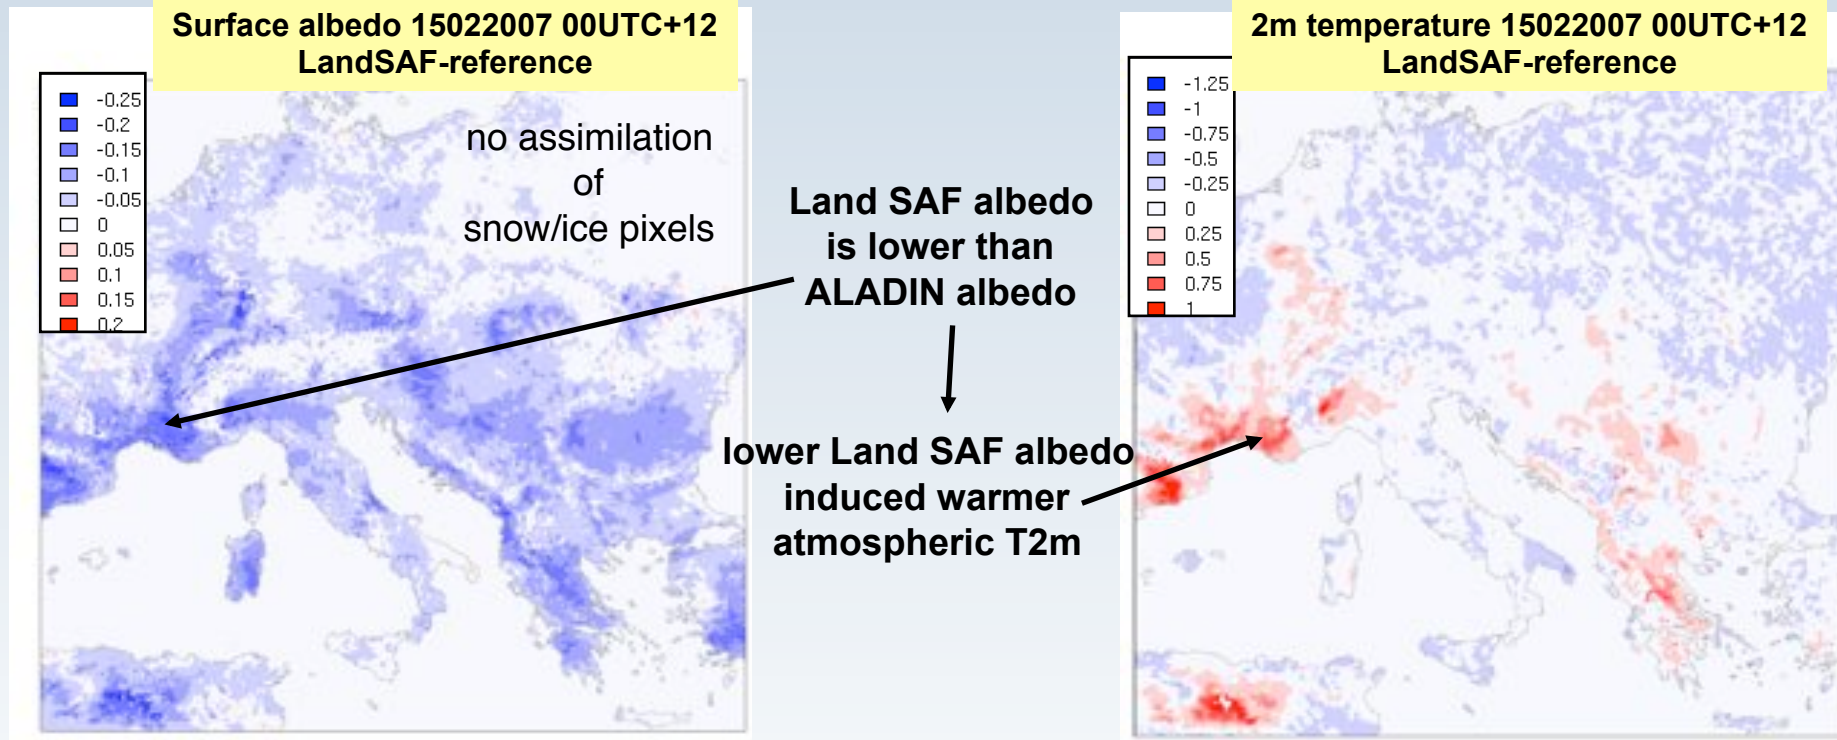 Surface albedo 15022007 00UTC+12
LandSAF-reference
-0.25
-0.2
-0.15
-0.1
-0.05
0
0.05
0.1
0.15
0.2
no assimilation
of
snow/ice pixels
Land SAF albedo
is lower than
ALADIN albedo
lower Land SAF albedo
induced warmer
atmospheric T2m
2m temperature 15022007 00UTC+12
LandSAF-reference
-1.25
-1
-0.75
-0.5
-0.25
0
0.25
0.5
0.75
1